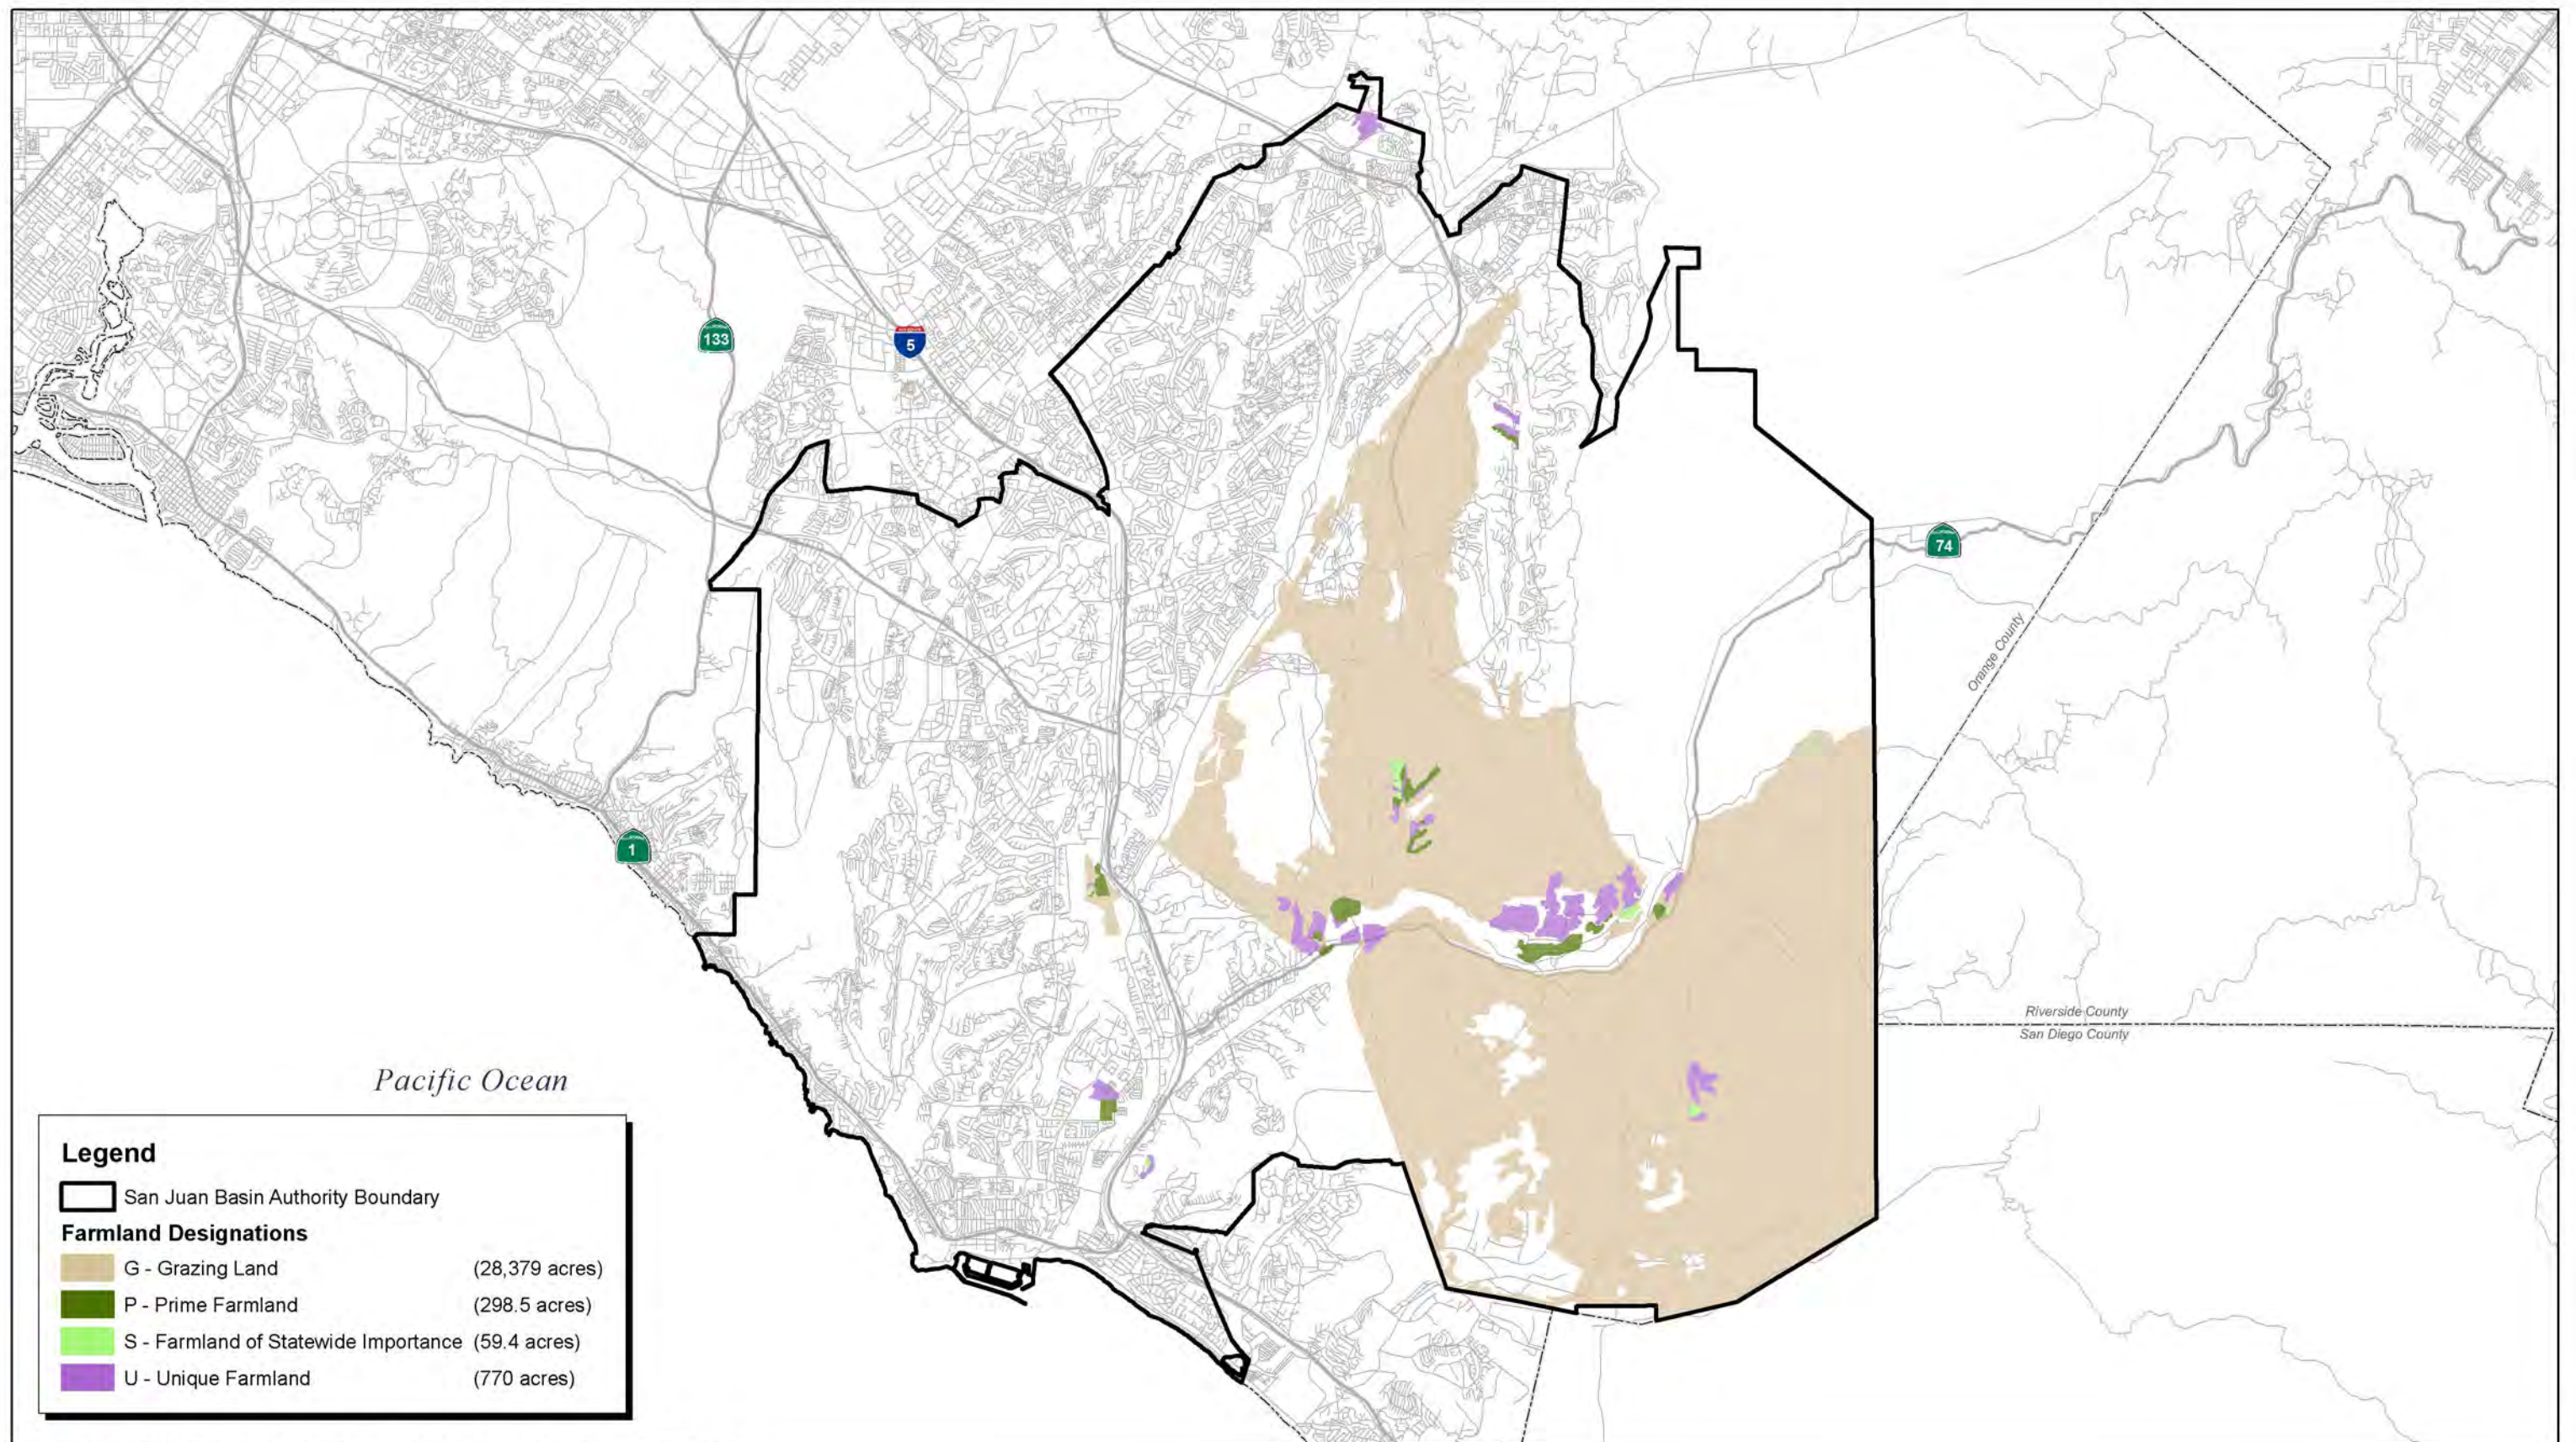 133
5
74
Orange County
1
Riverside County
San Diego County
Pacific Ocean
Legend
San Juan Basin Authority Boundary
Farmland Designations
G - Grazing Land (28,379 acres)
P - Prime Farmland (298.5 acres)
S - Farmland of Statewide Importance (59.4 acres)
U - Unique Farmland (770 acres)